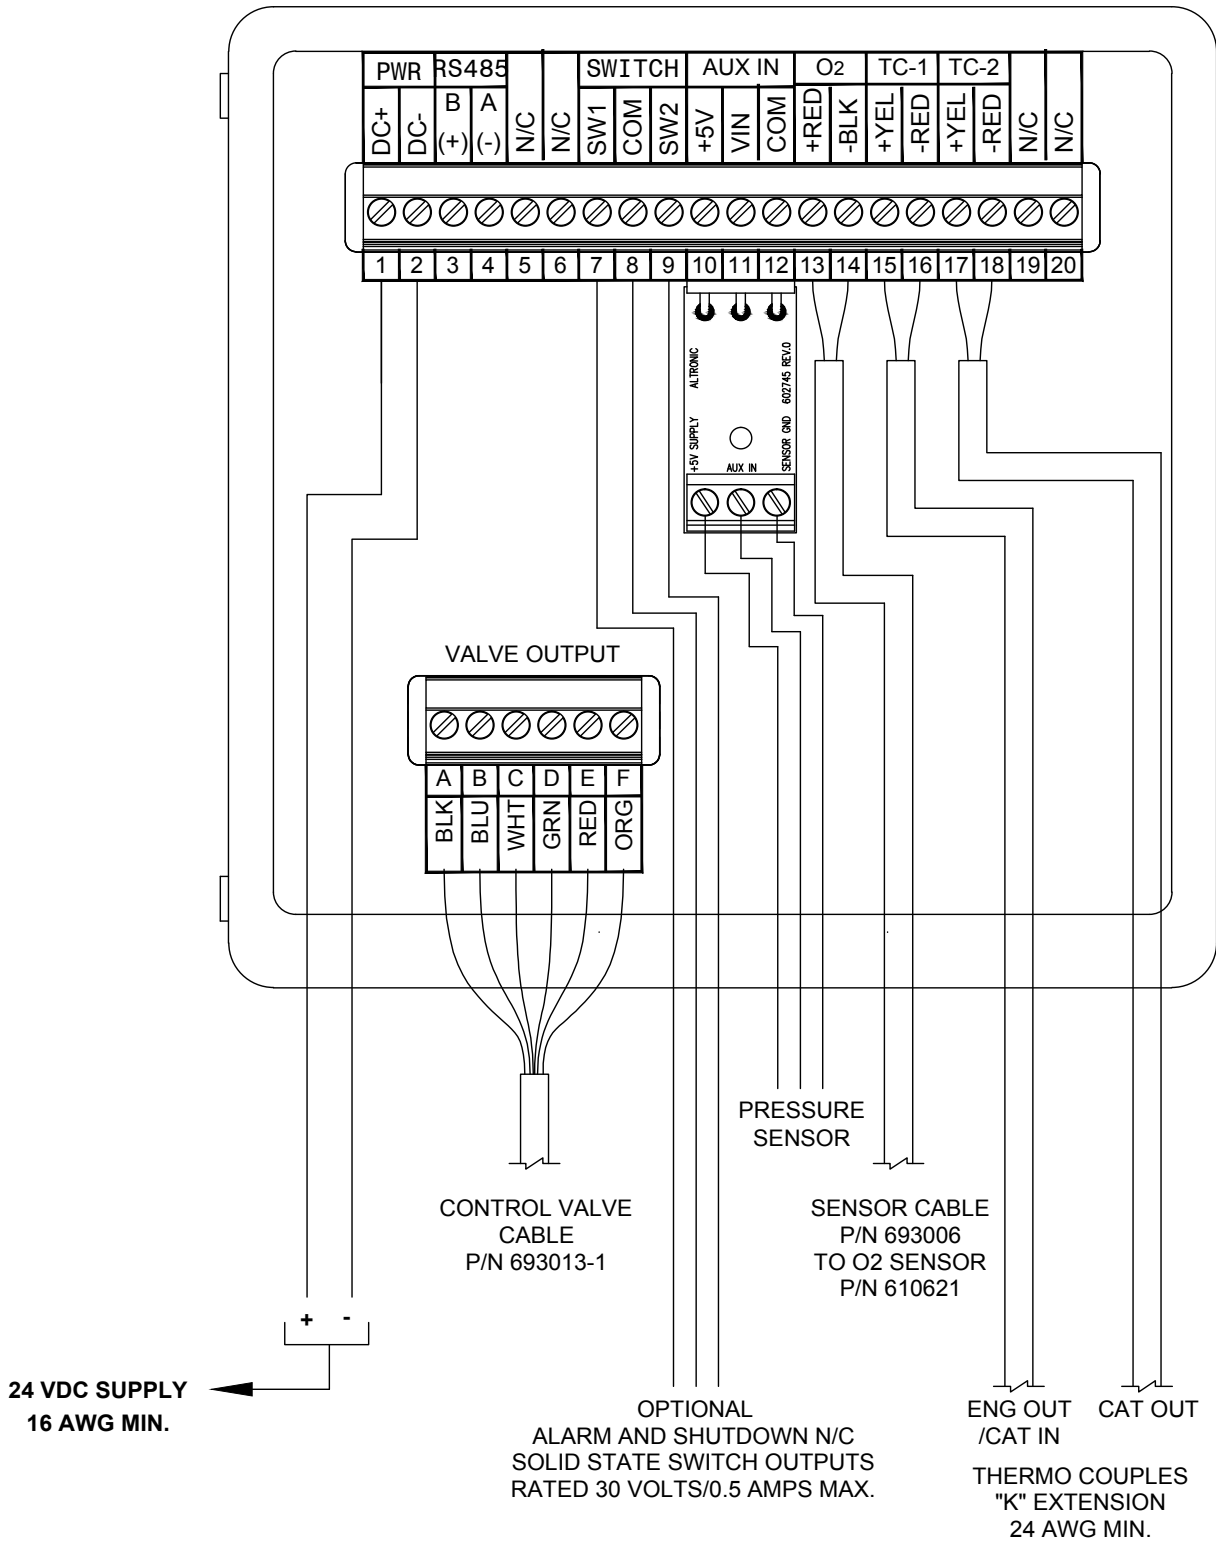 PWR RS485 SWITCH AUX IN O2 TC-1 TC-2
DC+ DC- B (+) A (-) N/C N/C SW1 COM SW2 +5V VIN COM +RED -BLK +YEL -RED +YEL -RED N/C N/C
1 2 3 4 5 6 7 8 9 10 11 12 13 14 15 16 17 18 19 20
ALTRONIC
602745 REV.0
+5V SUPPLY
AUX IN
SENSOR GND
VALVE OUTPUT
A B C D E F
BLK BLU WHT GRN RED ORG
PRESSURE
SENSOR
CONTROL VALVE
CABLE
P/N 693013-1
SENSOR CABLE
P/N 693006
TO O2 SENSOR
P/N 610621
+ -
24 VDC SUPPLY
16 AWG MIN.
OPTIONAL
ALARM AND SHUTDOWN N/C
SOLID STATE SWITCH OUTPUTS
RATED 30 VOLTS/0.5 AMPS MAX.
ENG OUT
/CAT IN
CAT OUT
THERMO COUPLES
"K" EXTENSION
24 AWG MIN.